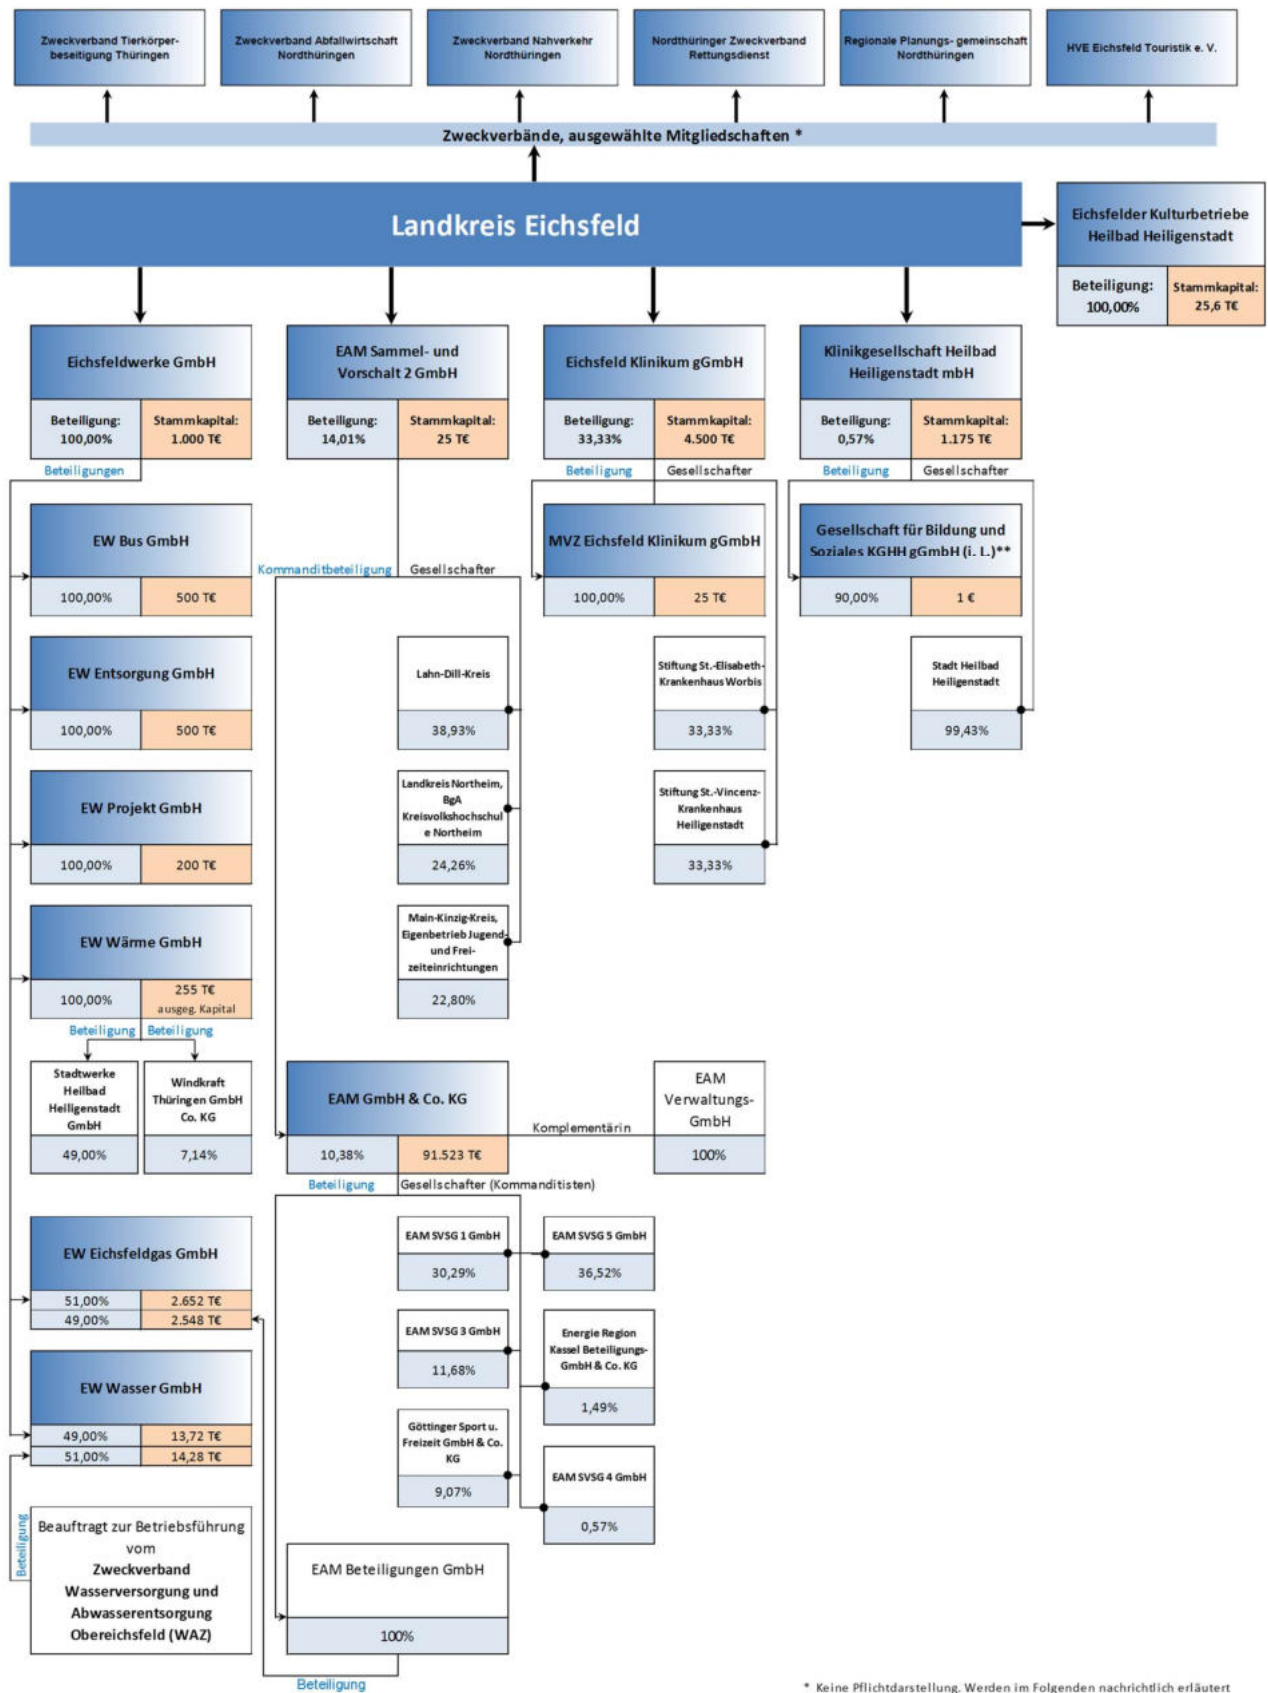 Zweckverband Tierkörper-
beseitigung Thüringen
Zweckverband Abfallwirtschaft
Nordthüringen
Zweckverband Nahverkehr
Nordthüringen
Nordthüringer Zweckverband
Rettungsdienst
Regionale Planungs- gemeinschaft
Nordthüringen
HVE Eichsfeld Touristik e. V.
Zweckverbände, ausgewählte Mitgliedschaften *
Landkreis Eichsfeld
Eichsfelder Kulturbetriebe
Heilbad Heiligenstadt
Beteiligung:
100,00%
Stammkapital:
25,6 T€
Eichsfeldwerke GmbH
Beteiligung:
100,00%
Stammkapital:
1.000 T€
Beteiligungen
EAM Sammel- und
Vorschalt 2 GmbH
Beteiligung:
14,01%
Stammkapital:
25 T€
Eichsfeld Klinikum gGmbH
Beteiligung:
33,33%
Stammkapital:
4.500 T€
Beteiligung
Gesellschafter
Klinikgesellschaft Heilbad
Heiligenstadt mbH
Beteiligung:
0,57%
Stammkapital:
1.175 T€
Beteiligung
Gesellschafter
EW Bus GmbH
100,00%
500 T€
Kommanditbeteiligung
Gesellschafter
MVZ Eichsfeld Klinikum gGmbH
100,00%
25 T€
Gesellschaft für Bildung und
Soziales KGHH gGmbH (i. L.)**
90,00%
1 €
EW Entsorgung GmbH
100,00%
500 T€
Lahn-Dill-Kreis
38,93%
Stiftung St.-Elisabeth-
Krankenhaus Worbis
33,33%
Stadt Heilbad
Heiligenstadt
99,43%
EW Projekt GmbH
100,00%
200 T€
Landkreis Northeim,
BgA
Kreisvolkshochschul
e Northeim
24,26%
Stiftung St.-Vincenz-
Krankenhaus
Heiligenstadt
33,33%
EW Wärme GmbH
100,00%
255 T€
ausgeg. Kapital
Beteiligung
Beteiligung
Main-Kinzig-Kreis,
Eigenbetrieb Jugend-
und Frei-
zeiteinrichtungen
22,80%
Stadtwerke
Heilbad
Heiligenstadt
GmbH
49,00%
Windkraft
Thüringen GmbH
Co. KG
7,14%
EAM GmbH & Co. KG
10,38%
91.523 T€
Komplementärin
EAM
Verwaltungs-
GmbH
100%
Beteiligung
Gesellschafter (Kommanditisten)
EW Eichsfeldgas GmbH
51,00%
2.652 T€
49,00%
2.548 T€
EAM SVSG 1 GmbH
30,29%
EAM SVSG 5 GmbH
36,52%
EAM SVSG 3 GmbH
11,68%
Energie Region
Kassel Beteiligungs-
GmbH & Co. KG
1,49%
EW Wasser GmbH
49,00%
13,72 T€
51,00%
14,28 T€
Göttinger Sport u.
Freizeit GmbH & Co.
KG
9,07%
EAM SVSG 4 GmbH
0,57%
Beteiligung
Beauftragt zur Betriebsführung
vom
Zweckverband
Wasserversorgung und
Abwasserentsorgung
Obereichsfeld (WAZ)
EAM Beteiligungen GmbH
100%
Beteiligung
* Keine Pflichtdarstellung. Werden im Folgenden nachrichtlich erläutert